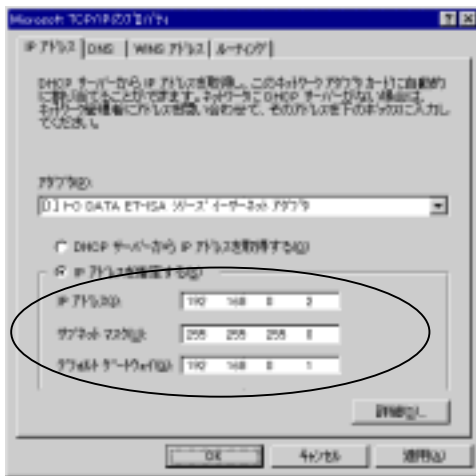 Microsoft TCP/IPのプロパティ
IP アドレス DNS WINS アドレス ルーティング
DHCP サーバーから IP アドレスを取得し、このネットワーク アダプタ カードに自動的
に割り当てることができます。ネットワークに DHCP サーバーがない場合は、
ネットワーク管理者にアドレスを問い合わせて、そのアドレスを下のボックスに入力し
てください。
アダプタ(P):
[1] I-O DATA ET-ISA シリーズ イーサーネット アダプタ
DHCP サーバーから IP アドレスを取得する(O)
IP アドレスを指定する(S)
IP アドレス(I): 192 168 0 2
サブネット マスク(U): 255 255 255 0
デフォルト ゲートウェイ(G): 192 168 0 1
詳細(D)...
OK キャンセル 適用(A)